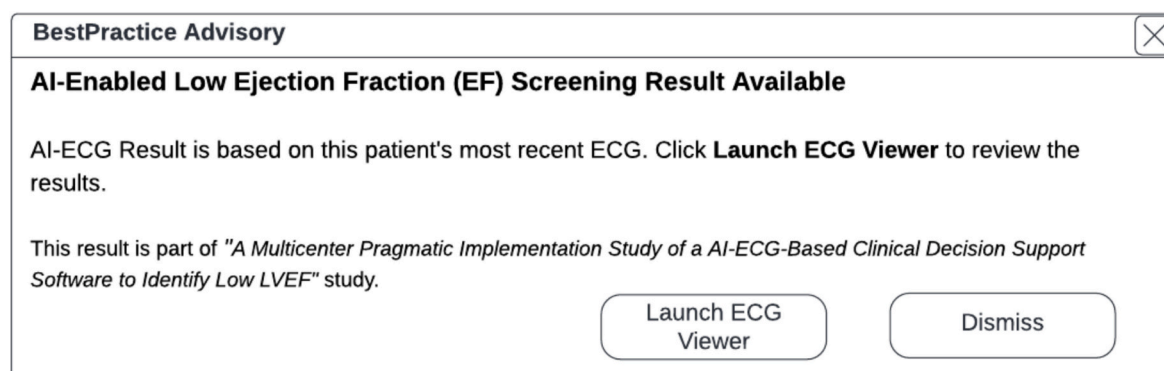 BestPractice Advisory
AI-Enabled Low Ejection Fraction (EF) Screening Result Available
AI-ECG Result is based on this patient's most recent ECG. Click Launch ECG Viewer to review the
results.
This result is part of "A Multicenter Pragmatic Implementation Study of a AI-ECG-Based Clinical Decision Support
Software to Identify Low LVEF" study.
Launch ECG
Viewer
Dismiss